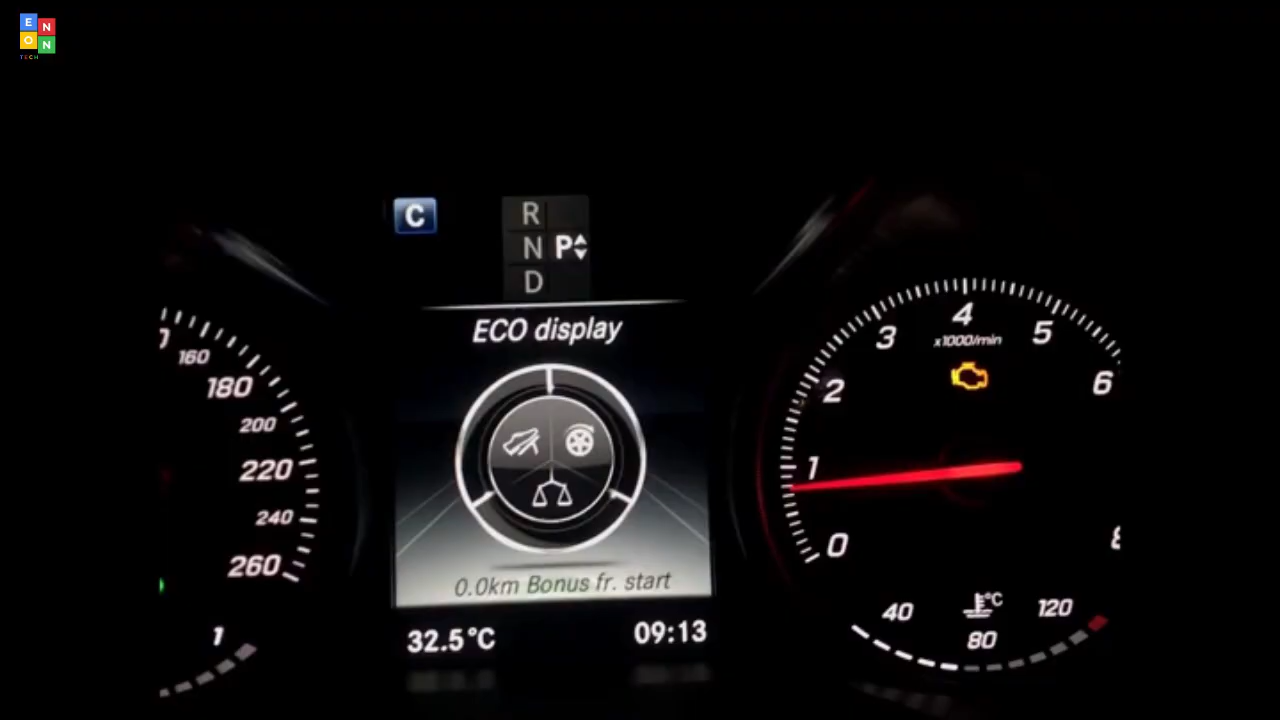 E N
O N
TECH
C
R
N P
D
ECO display
0.0km Bonus fr. start
32.5°C 09:13
160
180
200
220
240
260
1
0
1
2
3
4
5
6
x1000/min
40
80
120
°C